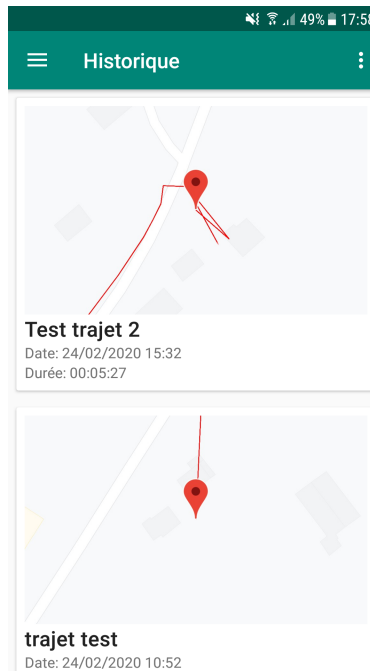 49% 17:58
Historique
Test trajet 2
Date: 24/02/2020 15:32
Durée: 00:05:27
trajet test
Date: 24/02/2020 10:52